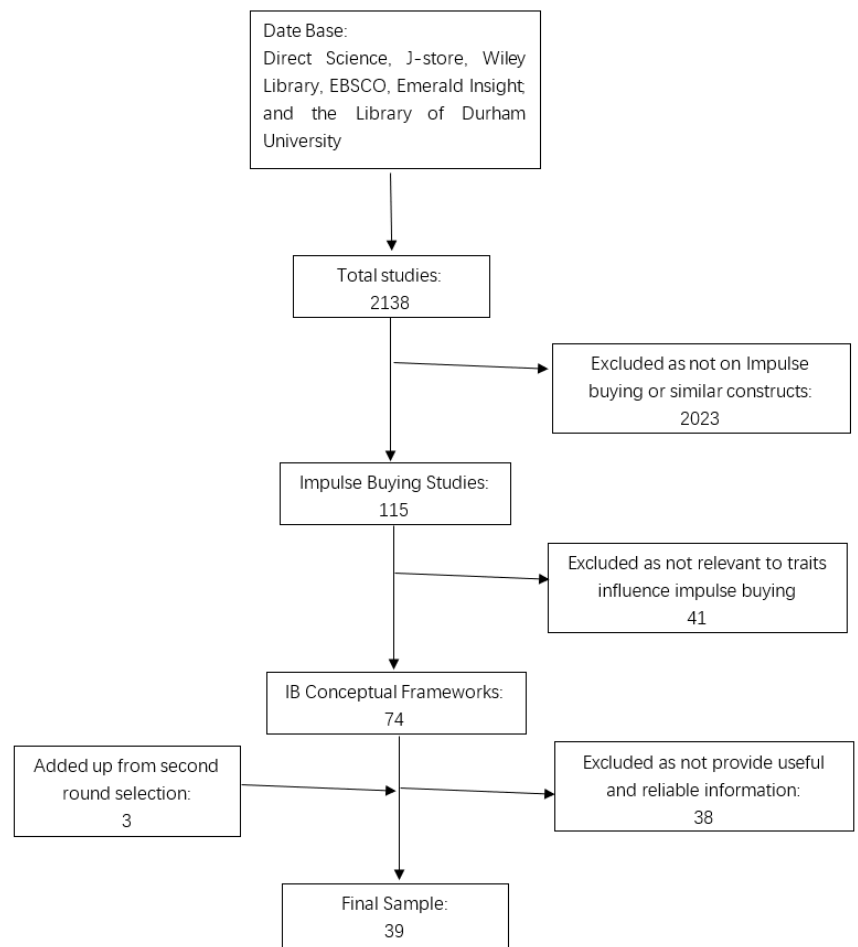 Date Base:
Direct Science, J-store, Wiley
Library, EBSCO, Emerald Insight;
and the Library of Durham
University
Total studies:
2138
Excluded as not on Impulse
buying or similar constructs:
2023
Impulse Buying Studies:
115
Excluded as not relevant to traits
influence impulse buying
41
IB Conceptual Frameworks:
74
Added up from second
round selection:
3
Excluded as not provide useful
and reliable information:
38
Final Sample:
39